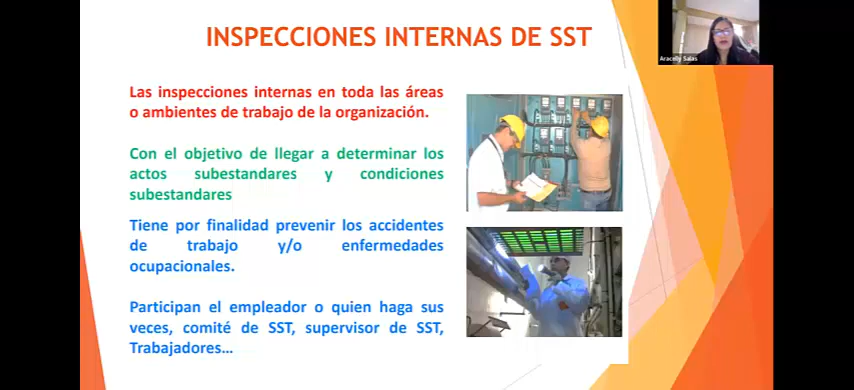 INSPECCIONES INTERNAS DE SST
Aracelly Salas
Las inspecciones internas en toda las áreas
o ambientes de trabajo de la organización.
Con el objetivo de llegar a determinar los
actos subestandares y condiciones
subestandares
Tiene por finalidad prevenir los accidentes
de trabajo y/o enfermedades
ocupacionales.
Participan el empleador o quien haga sus
veces, comité de SST, supervisor de SST,
Trabajadores…